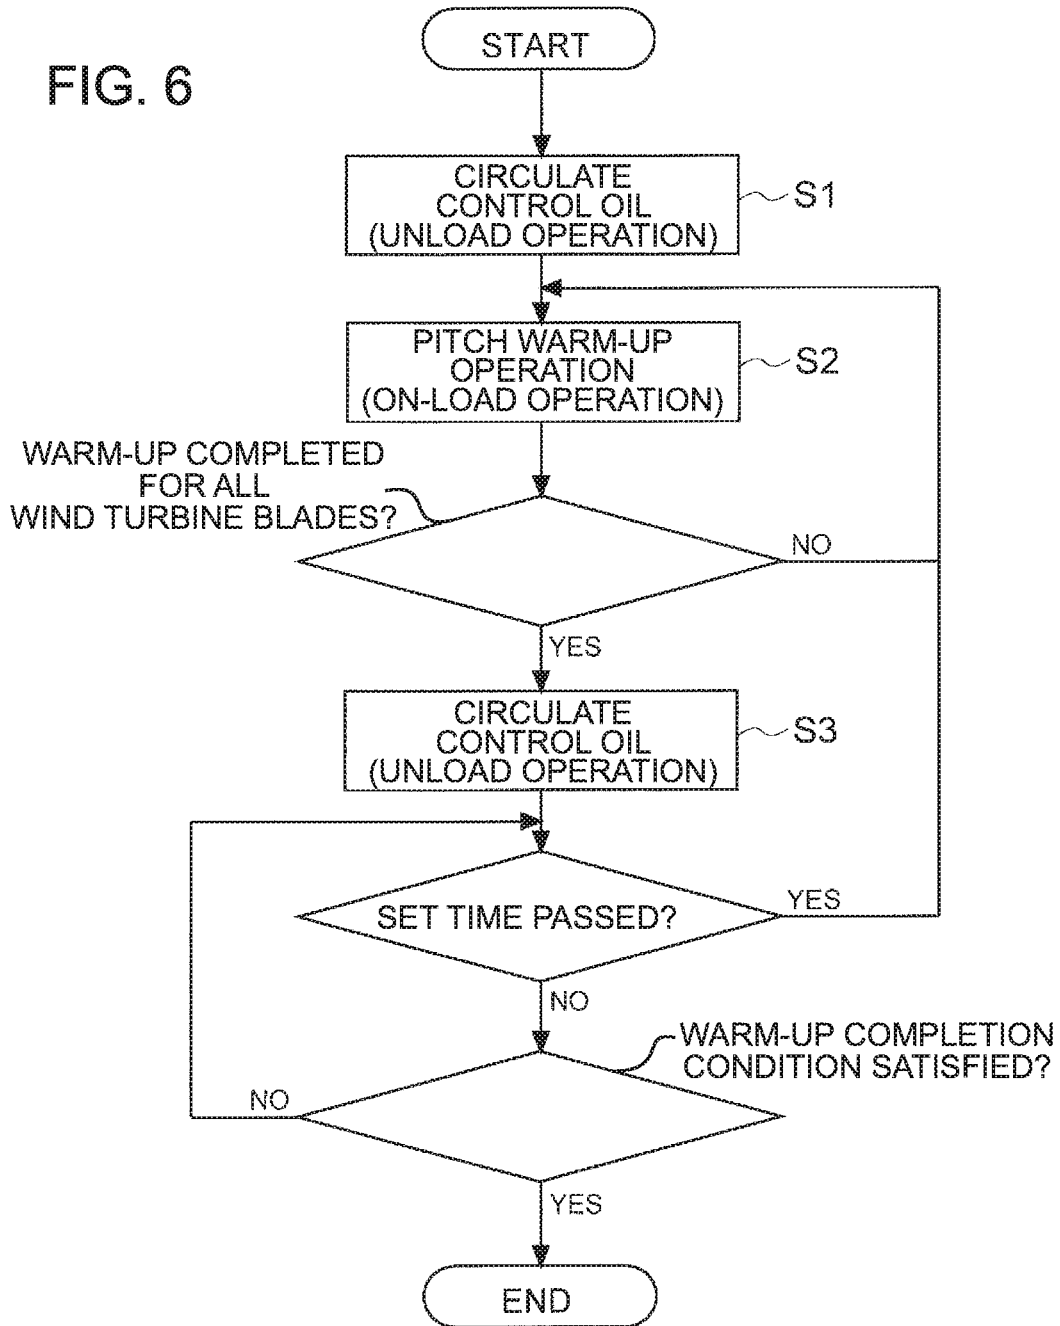 START
FIG. 6
CIRCULATE
CONTROL OIL
(UNLOAD OPERATION)
S1
PITCH WARM-UP
OPERATION
(ON-LOAD OPERATION)
S2
WARM-UP COMPLETED
FOR ALL
WIND TURBINE BLADES?
NO
YES
CIRCULATE
CONTROL OIL
(UNLOAD OPERATION)
S3
SET TIME PASSED?
YES
NO
WARM-UP COMPLETION
CONDITION SATISFIED?
NO
YES
END